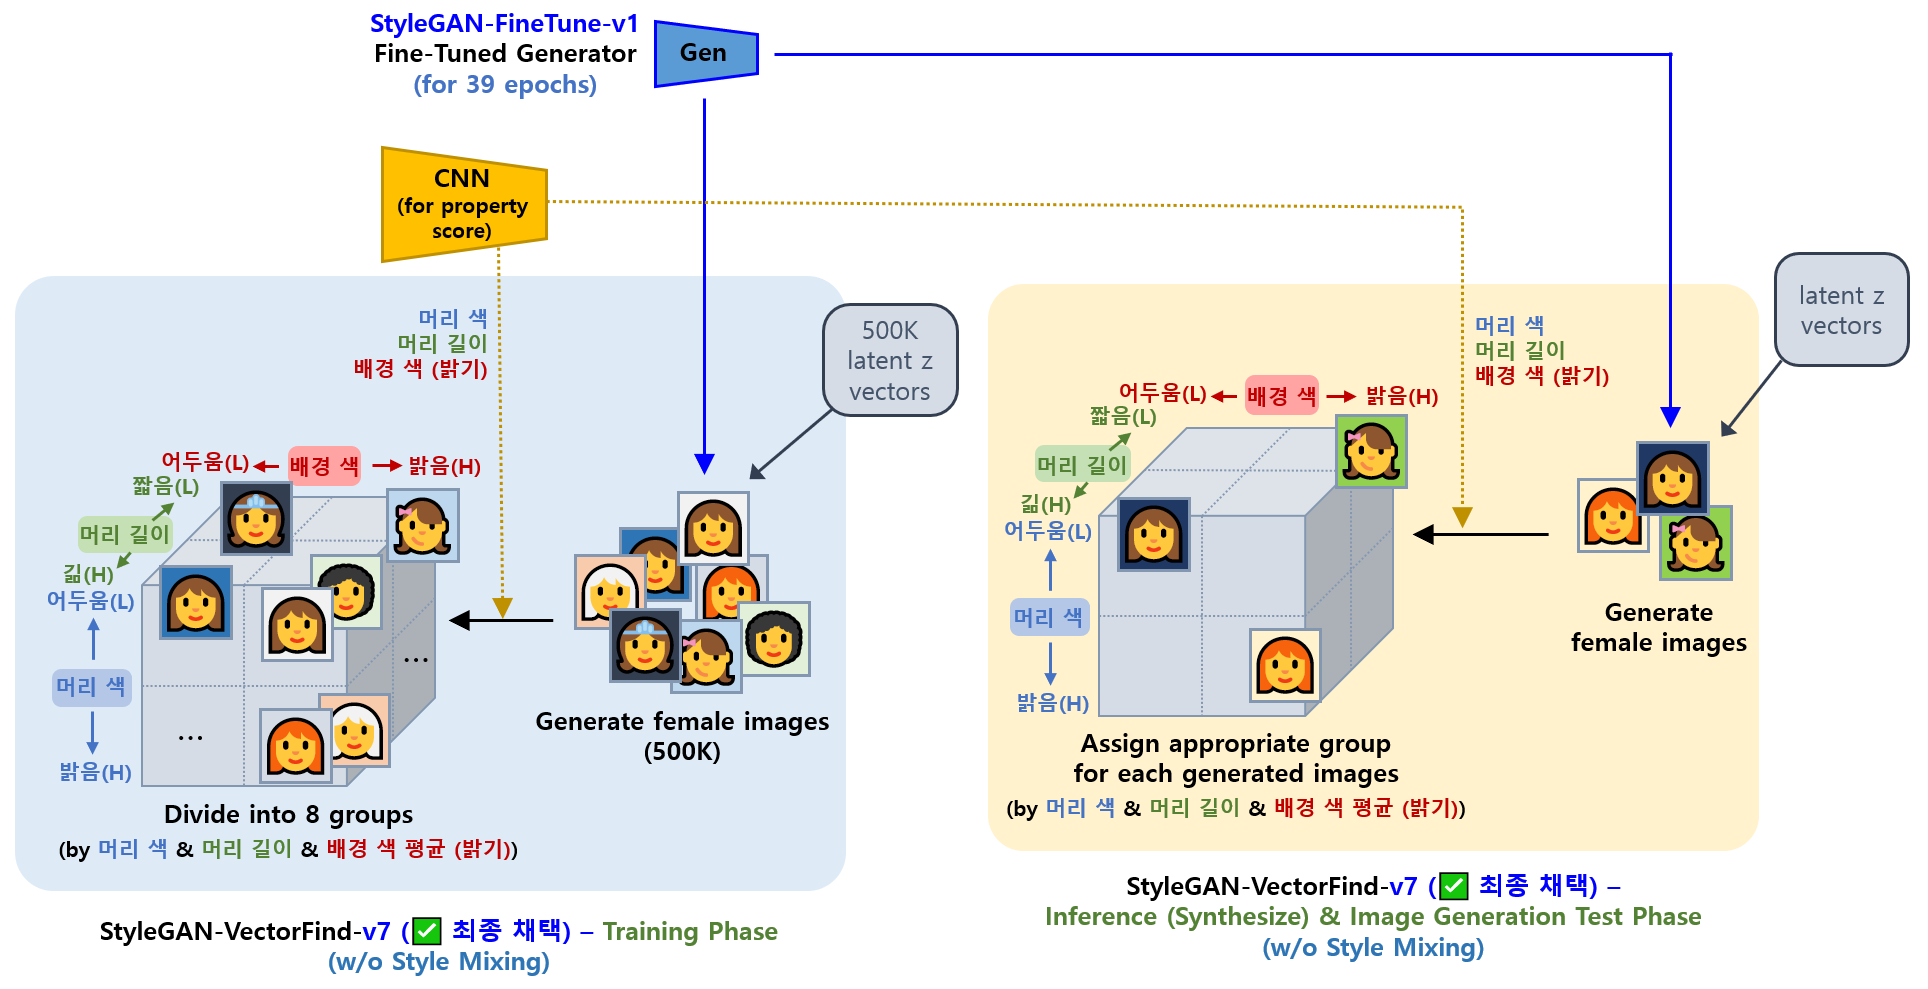 StyleGAN-FineTune-v1
Fine-Tuned Generator
(for 39 epochs)
Gen
CNN
(for property
score)
머리 색
머리 길이
배경 색 (밝기)
500K
latent z
vectors
어두움(L)
배경 색
밝음(H)
짧음(L)
머리 길이
긺(H)
어두움(L)
머리 색
밝음(H)
...
...
Generate female images
(500K)
Divide into 8 groups
(by 머리 색 & 머리 길이 & 배경 색 평균 (밝기))
StyleGAN-VectorFind-v7 (✅ 최종 채택) – Training Phase
(w/o Style Mixing)
latent z
vectors
머리 색
머리 길이
배경 색 (밝기)
어두움(L)
배경 색
밝음(H)
짧음(L)
머리 길이
긺(H)
어두움(L)
머리 색
밝음(H)
Generate
female images
Assign appropriate group
for each generated images
(by 머리 색 & 머리 길이 & 배경 색 평균 (밝기))
StyleGAN-VectorFind-v7 (✅ 최종 채택) –
Inference (Synthesize) & Image Generation Test Phase
(w/o Style Mixing)